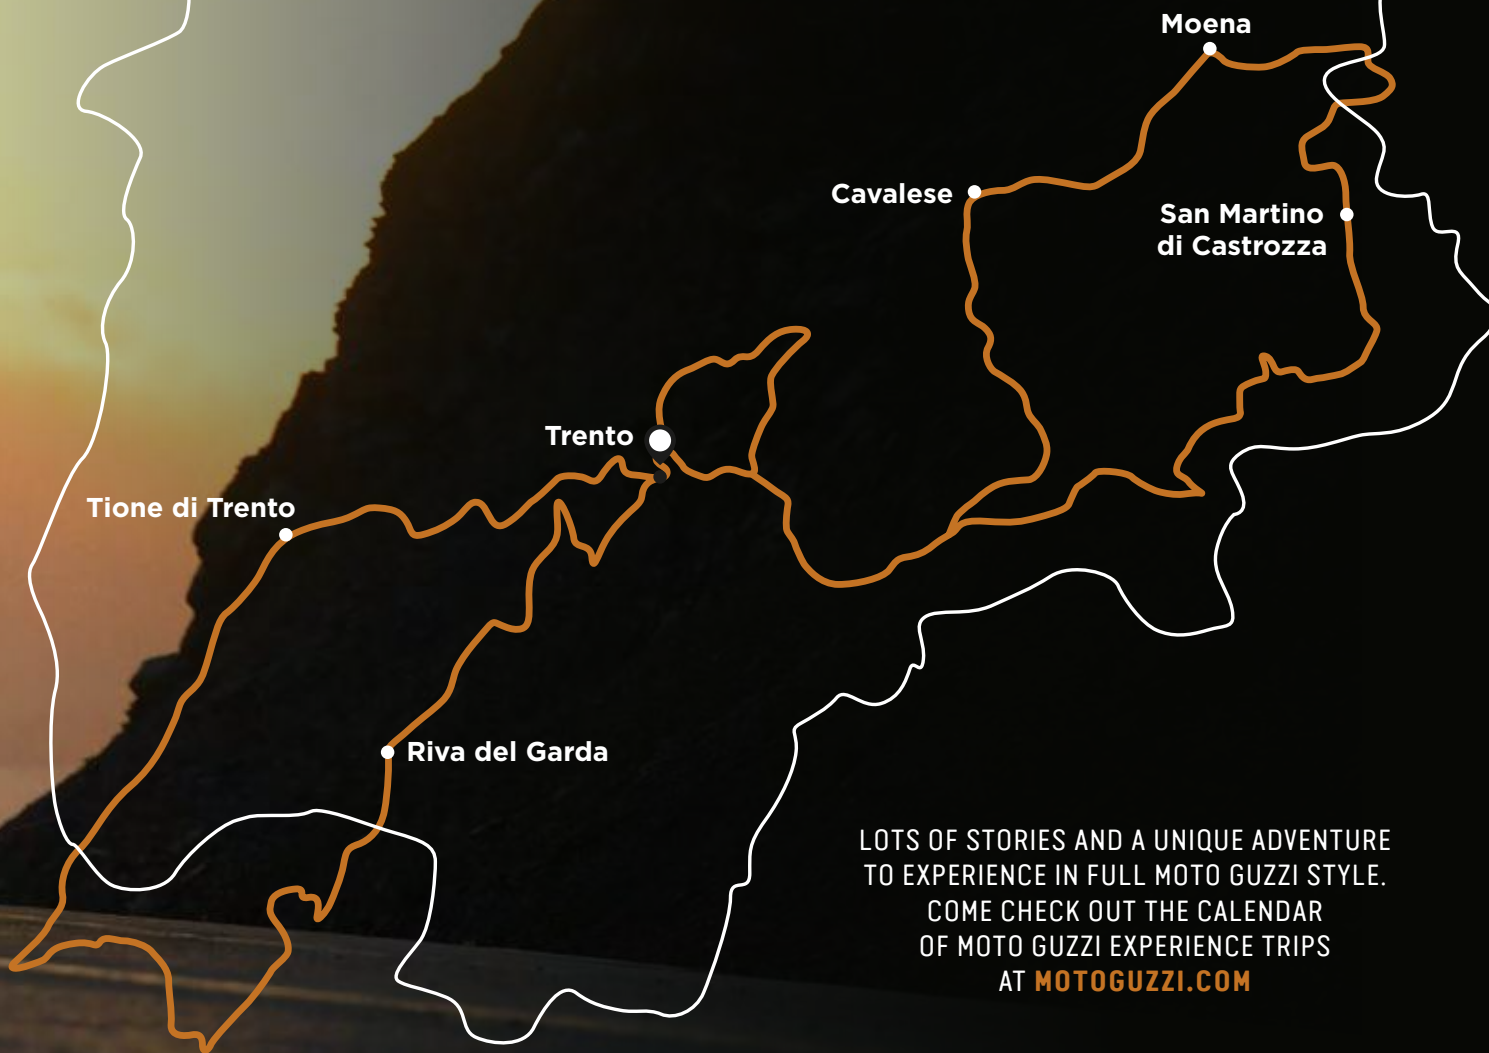 Moena
Cavalese
San Martino
di Castrozza
Trento
Tione di Trento
Riva del Garda
LOTS OF STORIES AND A UNIQUE ADVENTURE
TO EXPERIENCE IN FULL MOTO GUZZI STYLE.
COME CHECK OUT THE CALENDAR
OF MOTO GUZZI EXPERIENCE TRIPS
AT MOTOGUZZI.COM